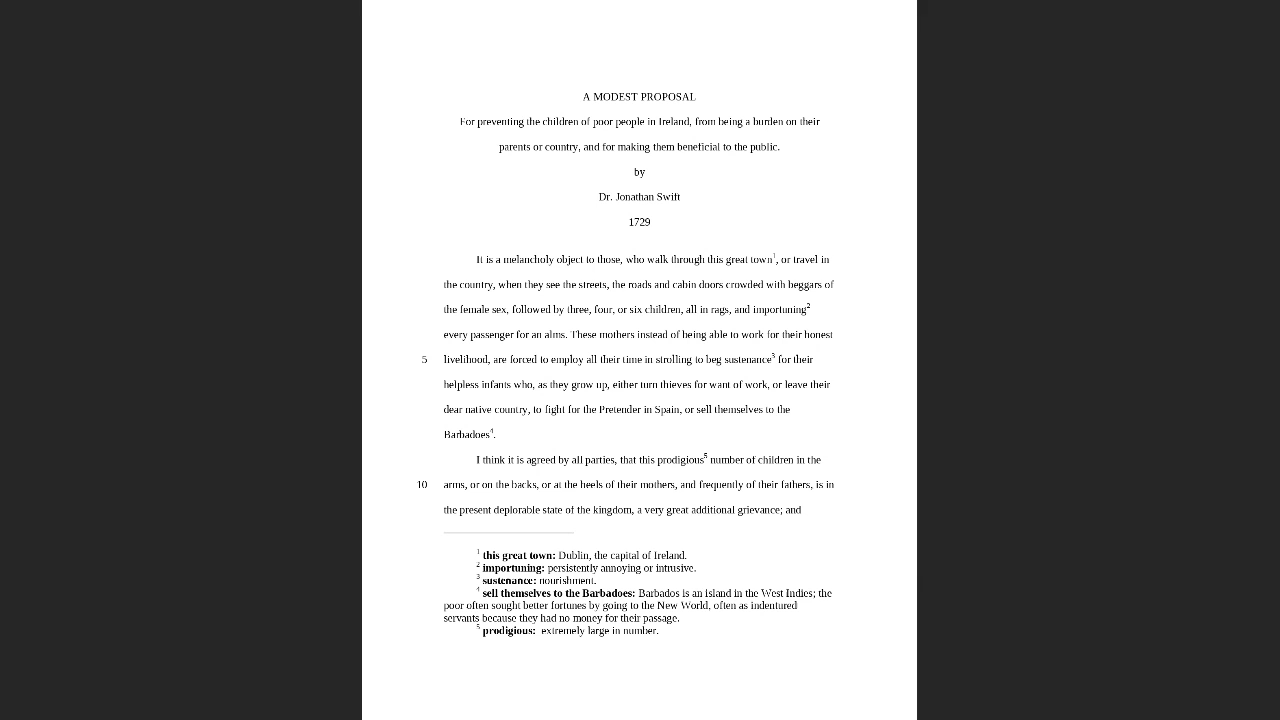 A MODEST PROPOSAL
For preventing the children of poor people in Ireland, from being a burden on their
parents or country, and for making them beneficial to the public.
by
Dr. Jonathan Swift
1729
It is a melancholy object to those, who walk through this great town1, or travel in
the country, when they see the streets, the roads and cabin doors crowded with beggars of
the female sex, followed by three, four, or six children, all in rags, and importuning2
every passenger for an alms. These mothers instead of being able to work for their honest
5 livelihood, are forced to employ all their time in strolling to beg sustenance3 for their
helpless infants who, as they grow up, either turn thieves for want of work, or leave their
dear native country, to fight for the Pretender in Spain, or sell themselves to the
Barbadoes4.
I think it is agreed by all parties, that this prodigious5 number of children in the
10 arms, or on the backs, or at the heels of their mothers, and frequently of their fathers, is in
the present deplorable state of the kingdom, a very great additional grievance; and
1 this great town: Dublin, the capital of Ireland.
2 importuning: persistently annoying or intrusive.
3 sustenance: nourishment.
4 sell themselves to the Barbadoes: Barbados is an island in the West Indies; the
poor often sought better fortunes by going to the New World, often as indentured
servants because they had no money for their passage.
5 prodigious: extremely large in number.